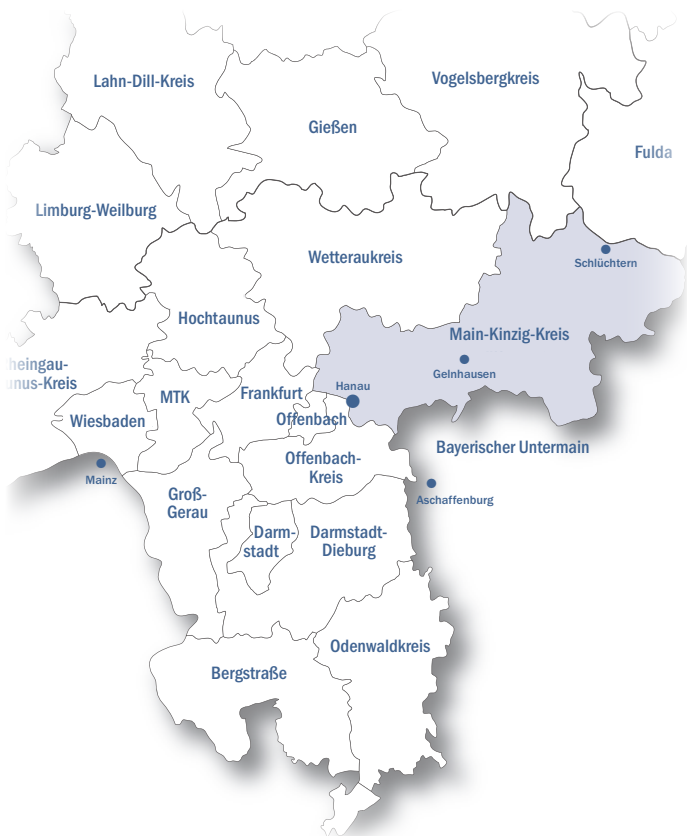 Lahn-Dill-Kreis
Vogelsbergkreis
Gießen
Fulda
Limburg-Weilburg
Wetteraukreis
Schlüchtern
Hochtaunus
Main-Kinzig-Kreis
heingau-
unus-Kreis
Gelnhausen
Hanau
MTK
Frankfurt
Wiesbaden
Offenbach
Bayerischer Untermain
Offenbach-
Kreis
Mainz
Groß-
Gerau
Aschaffenburg
Darm-
stadt
Darmstadt-
Dieburg
Odenwaldkreis
Bergstraße